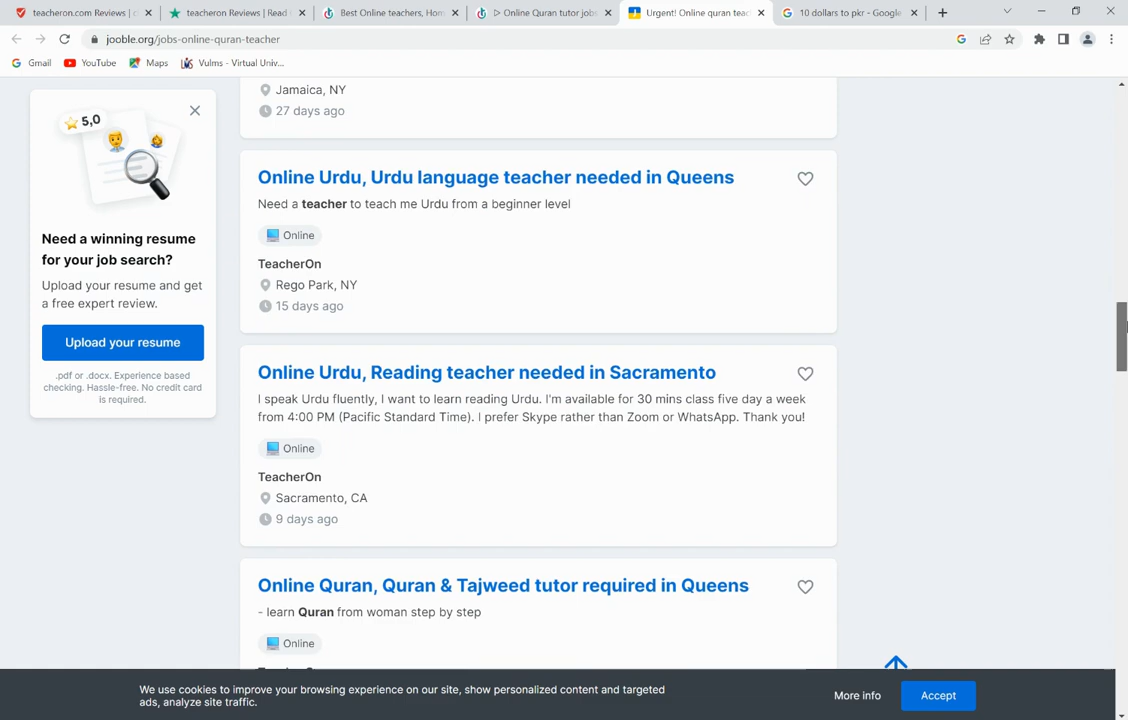 teacheron.com Reviews | c
teacheron Reviews | Read
Best Online teachers, Hom
▷ Online Quran tutor jobs
Urgent! Online quran teac
10 dollars to pkr - Google
jooble.org/jobs-online-quran-teacher
Gmail
YouTube
Maps
Vulms - Virtual Univ...
5,0
Need a winning resume
for your job search?
Upload your resume and get
a free expert review.
Upload your resume
.pdf or .docx. Experience based
checking. Hassle-free. No credit card
is required.
Jamaica, NY
27 days ago
Online Urdu, Urdu language teacher needed in Queens
Need a teacher to teach me Urdu from a beginner level
Online
TeacherOn
Rego Park, NY
15 days ago
Online Urdu, Reading teacher needed in Sacramento
I speak Urdu fluently, I want to learn reading Urdu. I'm available for 30 mins class five day a week
from 4:00 PM (Pacific Standard Time). I prefer Skype rather than Zoom or WhatsApp. Thank you!
Online
TeacherOn
Sacramento, CA
9 days ago
Online Quran, Quran & Tajweed tutor required in Queens
- learn Quran from woman step by step
Online
We use cookies to improve your browsing experience on our site, show personalized content and targeted
ads, analyze site traffic.
More info
Accept